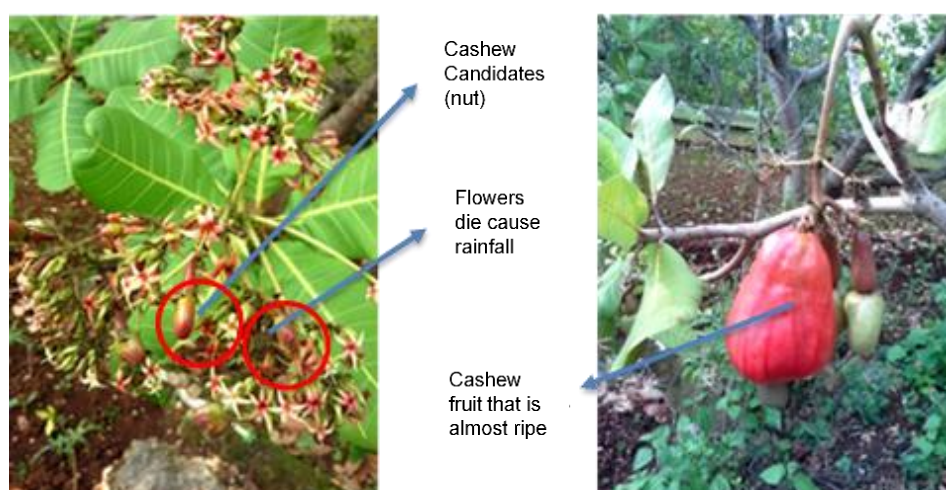 Cashew
Candidates
(nut)
Flowers
die cause
rainfall
Cashew
fruit that is
almost ripe